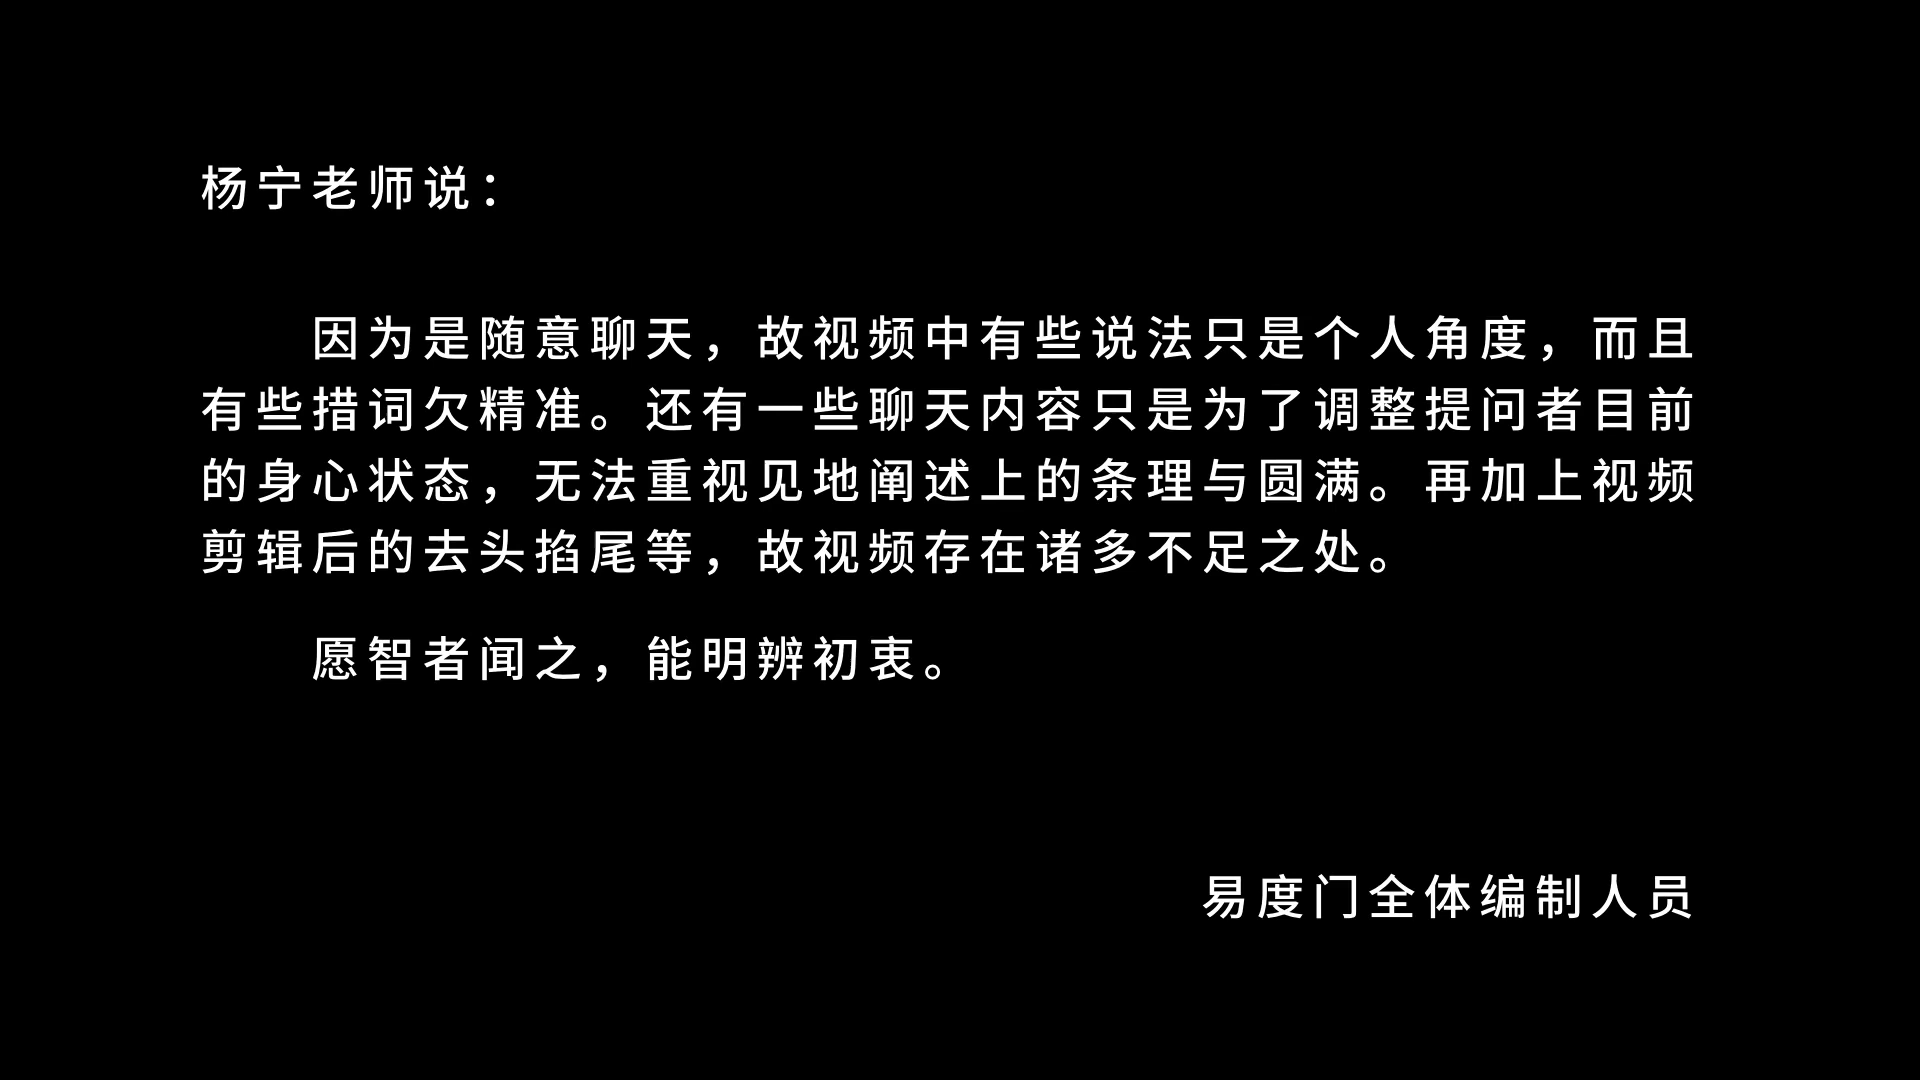 杨宁老师说：
因为是随意聊天，故视频中有些说法只是个人角度，而且
有些措词欠精准。还有一些聊天内容只是为了调整提问者目前
的身心状态，无法重视见地阐述上的条理与圆满。再加上视频
剪辑后的去头掐尾等，故视频存在诸多不足之处。
愿智者闻之，能明辨初衷。
易度门全体编制人员